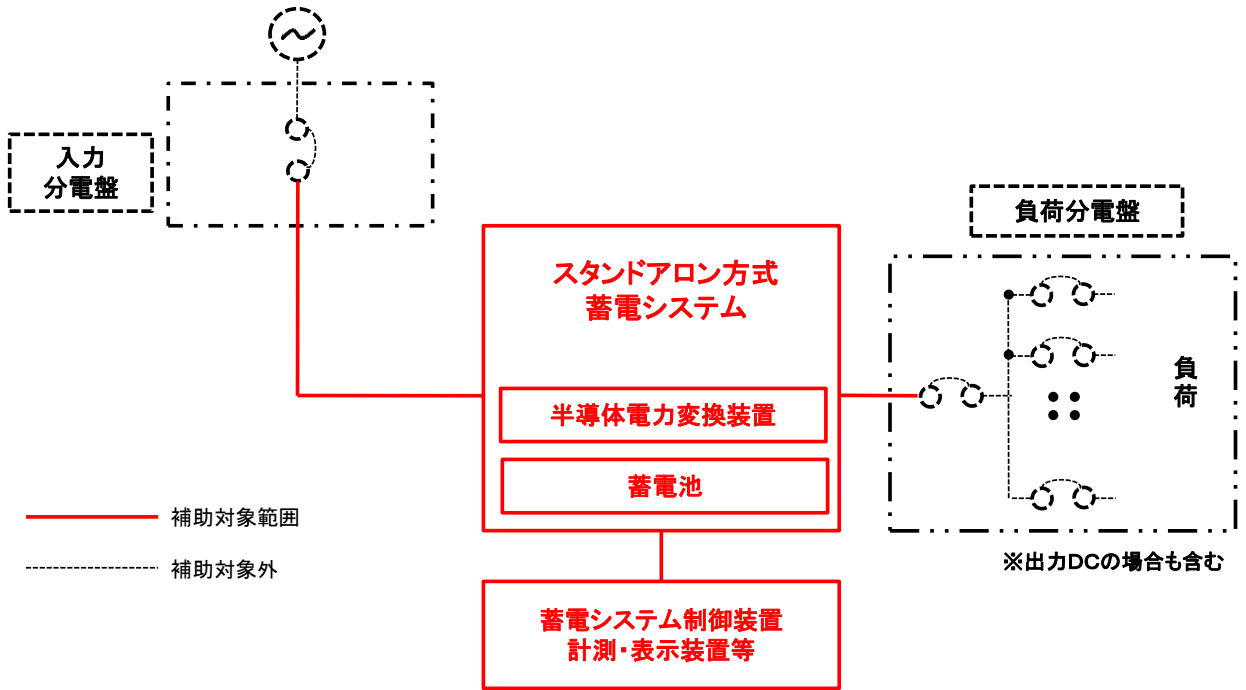 入力
分電盤
負荷分電盤
スタンドアロン方式
蓄電システム
負
荷
半導体電力変換装置
蓄電池
補助対象範囲
補助対象外
※出力DCの場合も含む
蓄電システム制御装置
計測・表示装置等